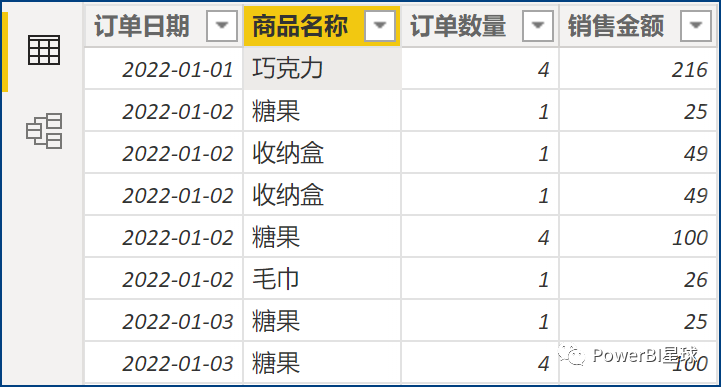 订单日期 商品名称 订单数量 销售金额
2022-01-01 巧克力 4 216
2022-01-02 糖果 1 25
2022-01-02 收纳盒 1 49
2022-01-02 收纳盒 1 49
2022-01-02 糖果 4 100
2022-01-02 毛巾 1 26
2022-01-03 糖果 1 25
2022-01-03 糖果 4 100
PowerBI星球